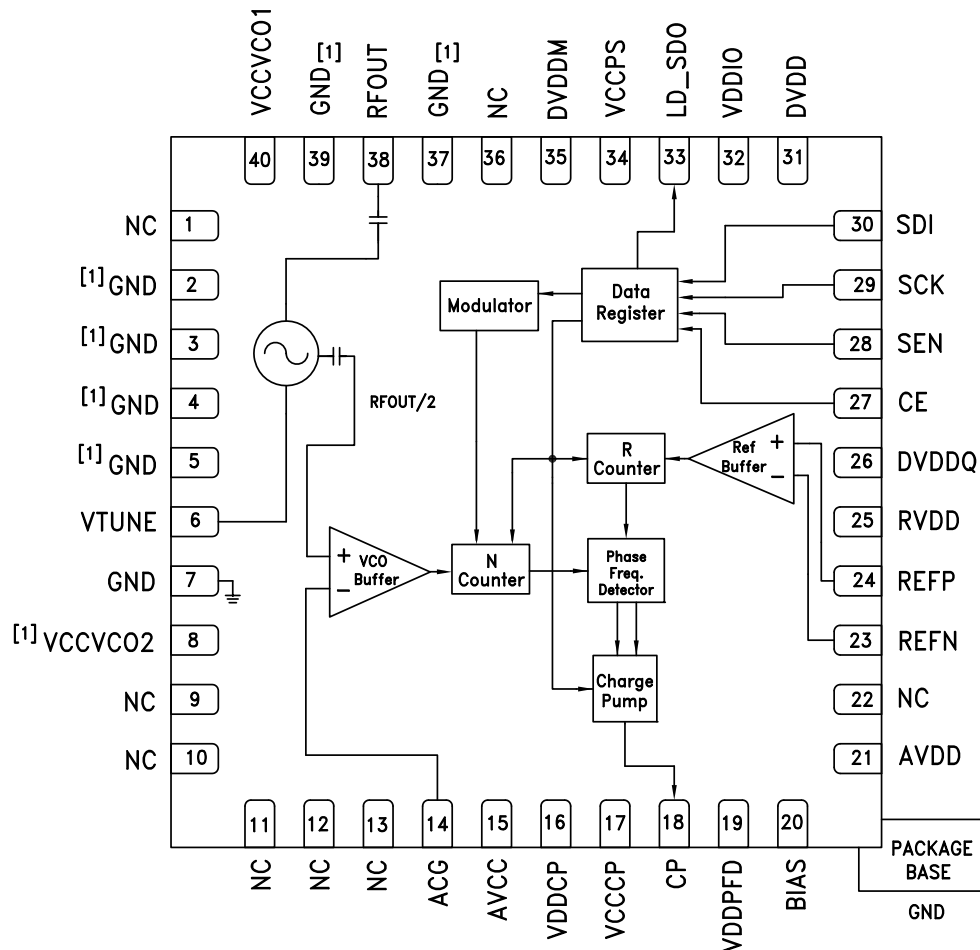 VCCVCO1
GND[1]
RFOUT
GND[1]
NC
DVDDM
VCCPS
LD_SDO
VDDIO
DVDD
40
39
38
37
36
35
34
33
32
31
NC 1
[1]GND 2
[1]GND 3
[1]GND 4
[1]GND 5
VTUNE 6
GND 7
[1]VCCVCO2 8
NC 9
NC 10
30 SDI
29 SCK
28 SEN
27 CE
26 DVDDQ
25 RVDD
24 REFP
23 REFN
22 NC
21 AVDD
Modulator
Data
Register
RFOUT/2
R
Counter
Ref
Buffer
+
−
+
−
VCO
Buffer
N
Counter
Phase
Freq.
Detector
Charge
Pump
11
12
13
14
15
16
17
18
19
20
NC
NC
NC
ACG
AVCC
VDDCP
VCCCP
CP
VDDPFD
BIAS
PACKAGE
BASE
GND